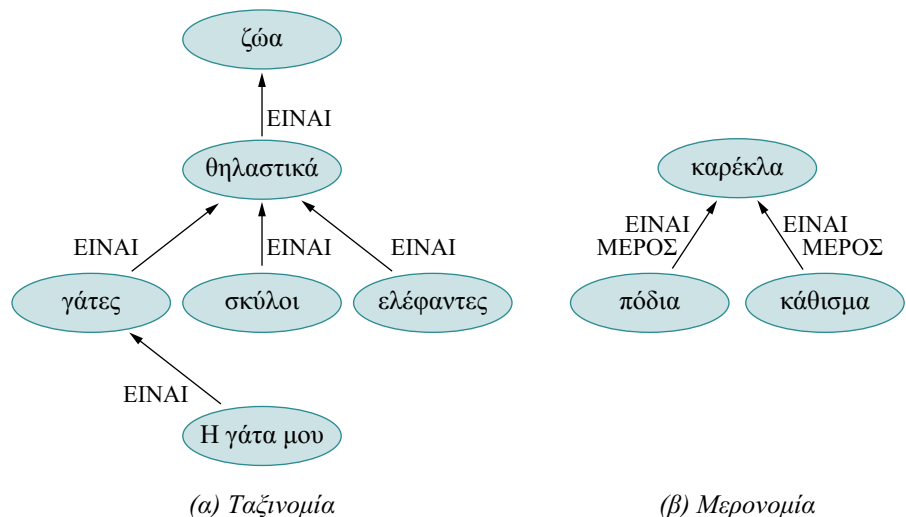 ζώα
ΕΙΝΑΙ
θηλαστικά
ΕΙΝΑΙ
ΕΙΝΑΙ
ΕΙΝΑΙ
γάτες
σκύλοι
ελέφαντες
ΕΙΝΑΙ
Η γάτα μου
(α) Ταξινομία
καρέκλα
ΕΙΝΑΙ
ΜΕΡΟΣ
ΕΙΝΑΙ
ΜΕΡΟΣ
πόδια
κάθισμα
(β) Μερονομία